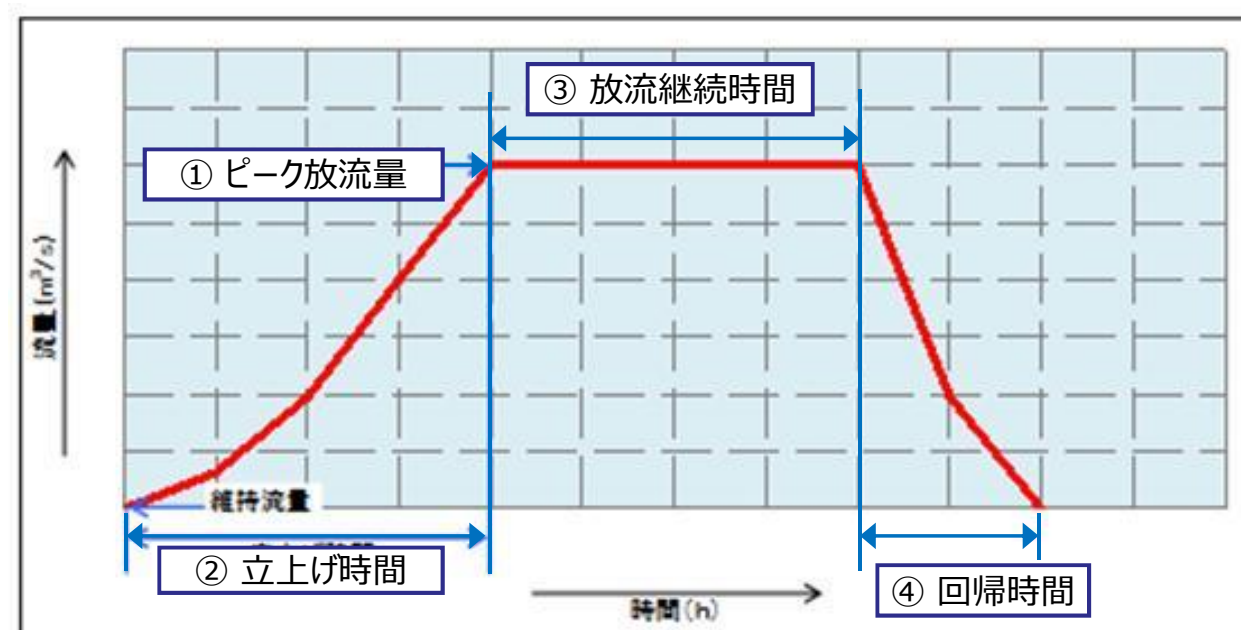 ③ 放流継続時間
① ピーク放流量
流量(m³/s)
維持流量
② 立上げ時間
④ 回帰時間
時間(h)